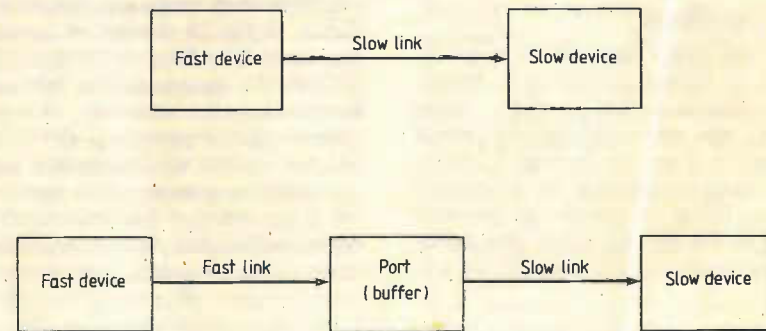 Fast device
Slow link
Slow device
Fast device
Fast link
Port
(buffer)
Slow link
Slow device